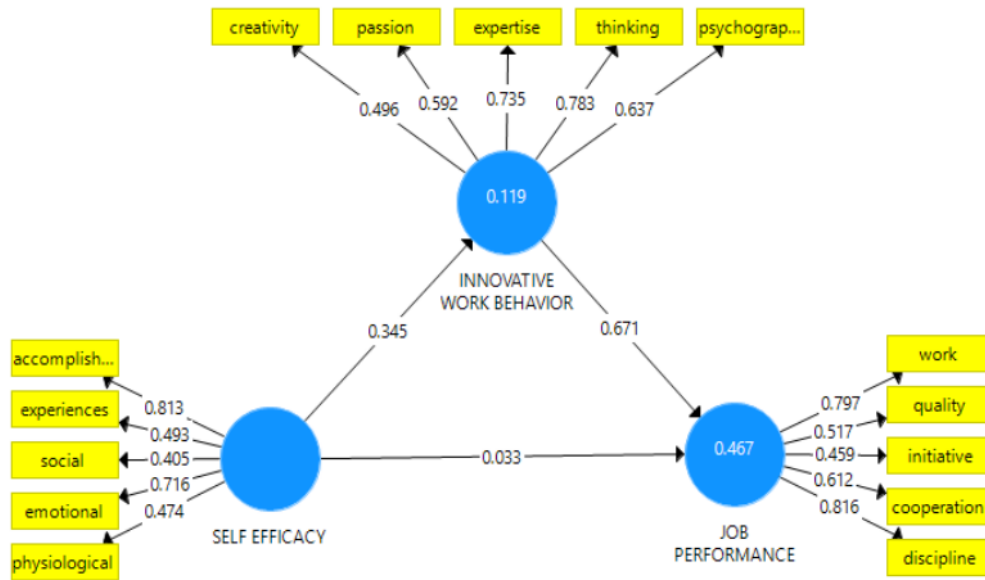 creativity
passion
expertise
thinking
psychograp...
0.496
0.592
0.735
0.783
0.637
0.119
INNOVATIVE
WORK BEHAVIOR
0.345
0.671
accomplish...
experiences
social
emotional
physiological
0.813
0.493
0.405
0.716
0.474
SELF EFFICACY
0.033
0.467
JOB
PERFORMANCE
0.797
0.517
0.459
0.612
0.816
work
quality
initiative
cooperation
discipline